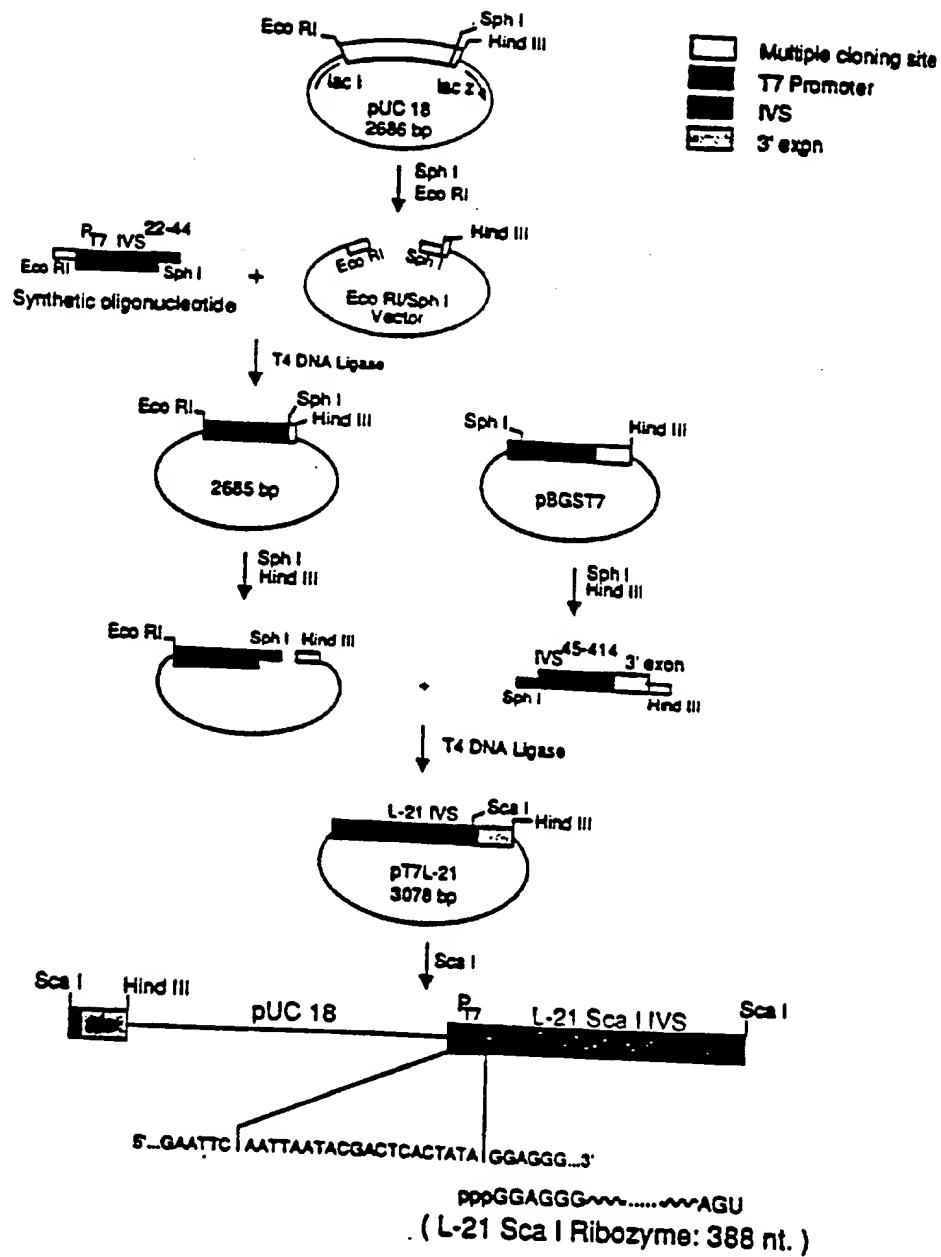 Eco RI
Sph I
Hind III
lac i
lac z
pUC 18
2686 bp
Multiple cloning site
T7 Promoter
IVS
3' exon
Sph I
Eco RI
PT7 IVS 22-44
Eco RI
Sph I
Synthetic oligonucleotide
+
Hind III
Eco RI
Sph I
Eco RI/Sph I
Vector
T4 DNA Ligase
Eco RI
Sph I
Hind III
2685 bp
Sph I
Hind III
pBGST7
Sph I
Hind III
Sph I
Hind III
Eco RI
Sph I
Hind III
+
IVS 45-414
3' exon
Sph I
Hind III
T4 DNA Ligase
L-21 IVS
Sca I
Hind III
pT7L-21
3078 bp
Sca I
Sca I
Hind III
pUC 18
PT7
L-21 Sca I IVS
Sca I
5'...GAATTC AATTAATACGACTCACTATA GGAGGG...3'
pppGGAGGG~~~......~~~AGU
( L-21 Sca I Ribozyme: 388 nt. )